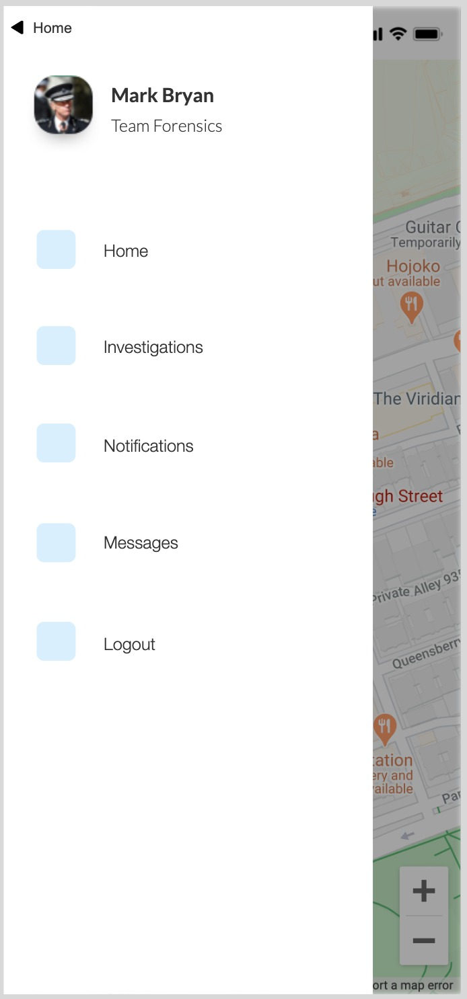 Home
Mark Bryan
Team Forensics
Home
Investigations
Notifications
Messages
Logout
Guitar
Temporarily
Hojoko
ut available
The Viridian
a
able
gh Street
e
Private Alley 93
Queensberr
tation
ery and
ailable
Par
ort a map error